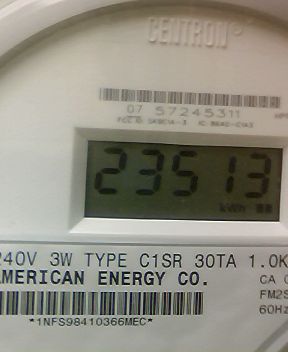 CENTRON®
07 57245311
23513
kWh
240V 3W TYPE C1SR 30TA 1.0K
AMERICAN ENERGY CO.
CA
FM2S
60Hz
*1NFS98410366MEC*